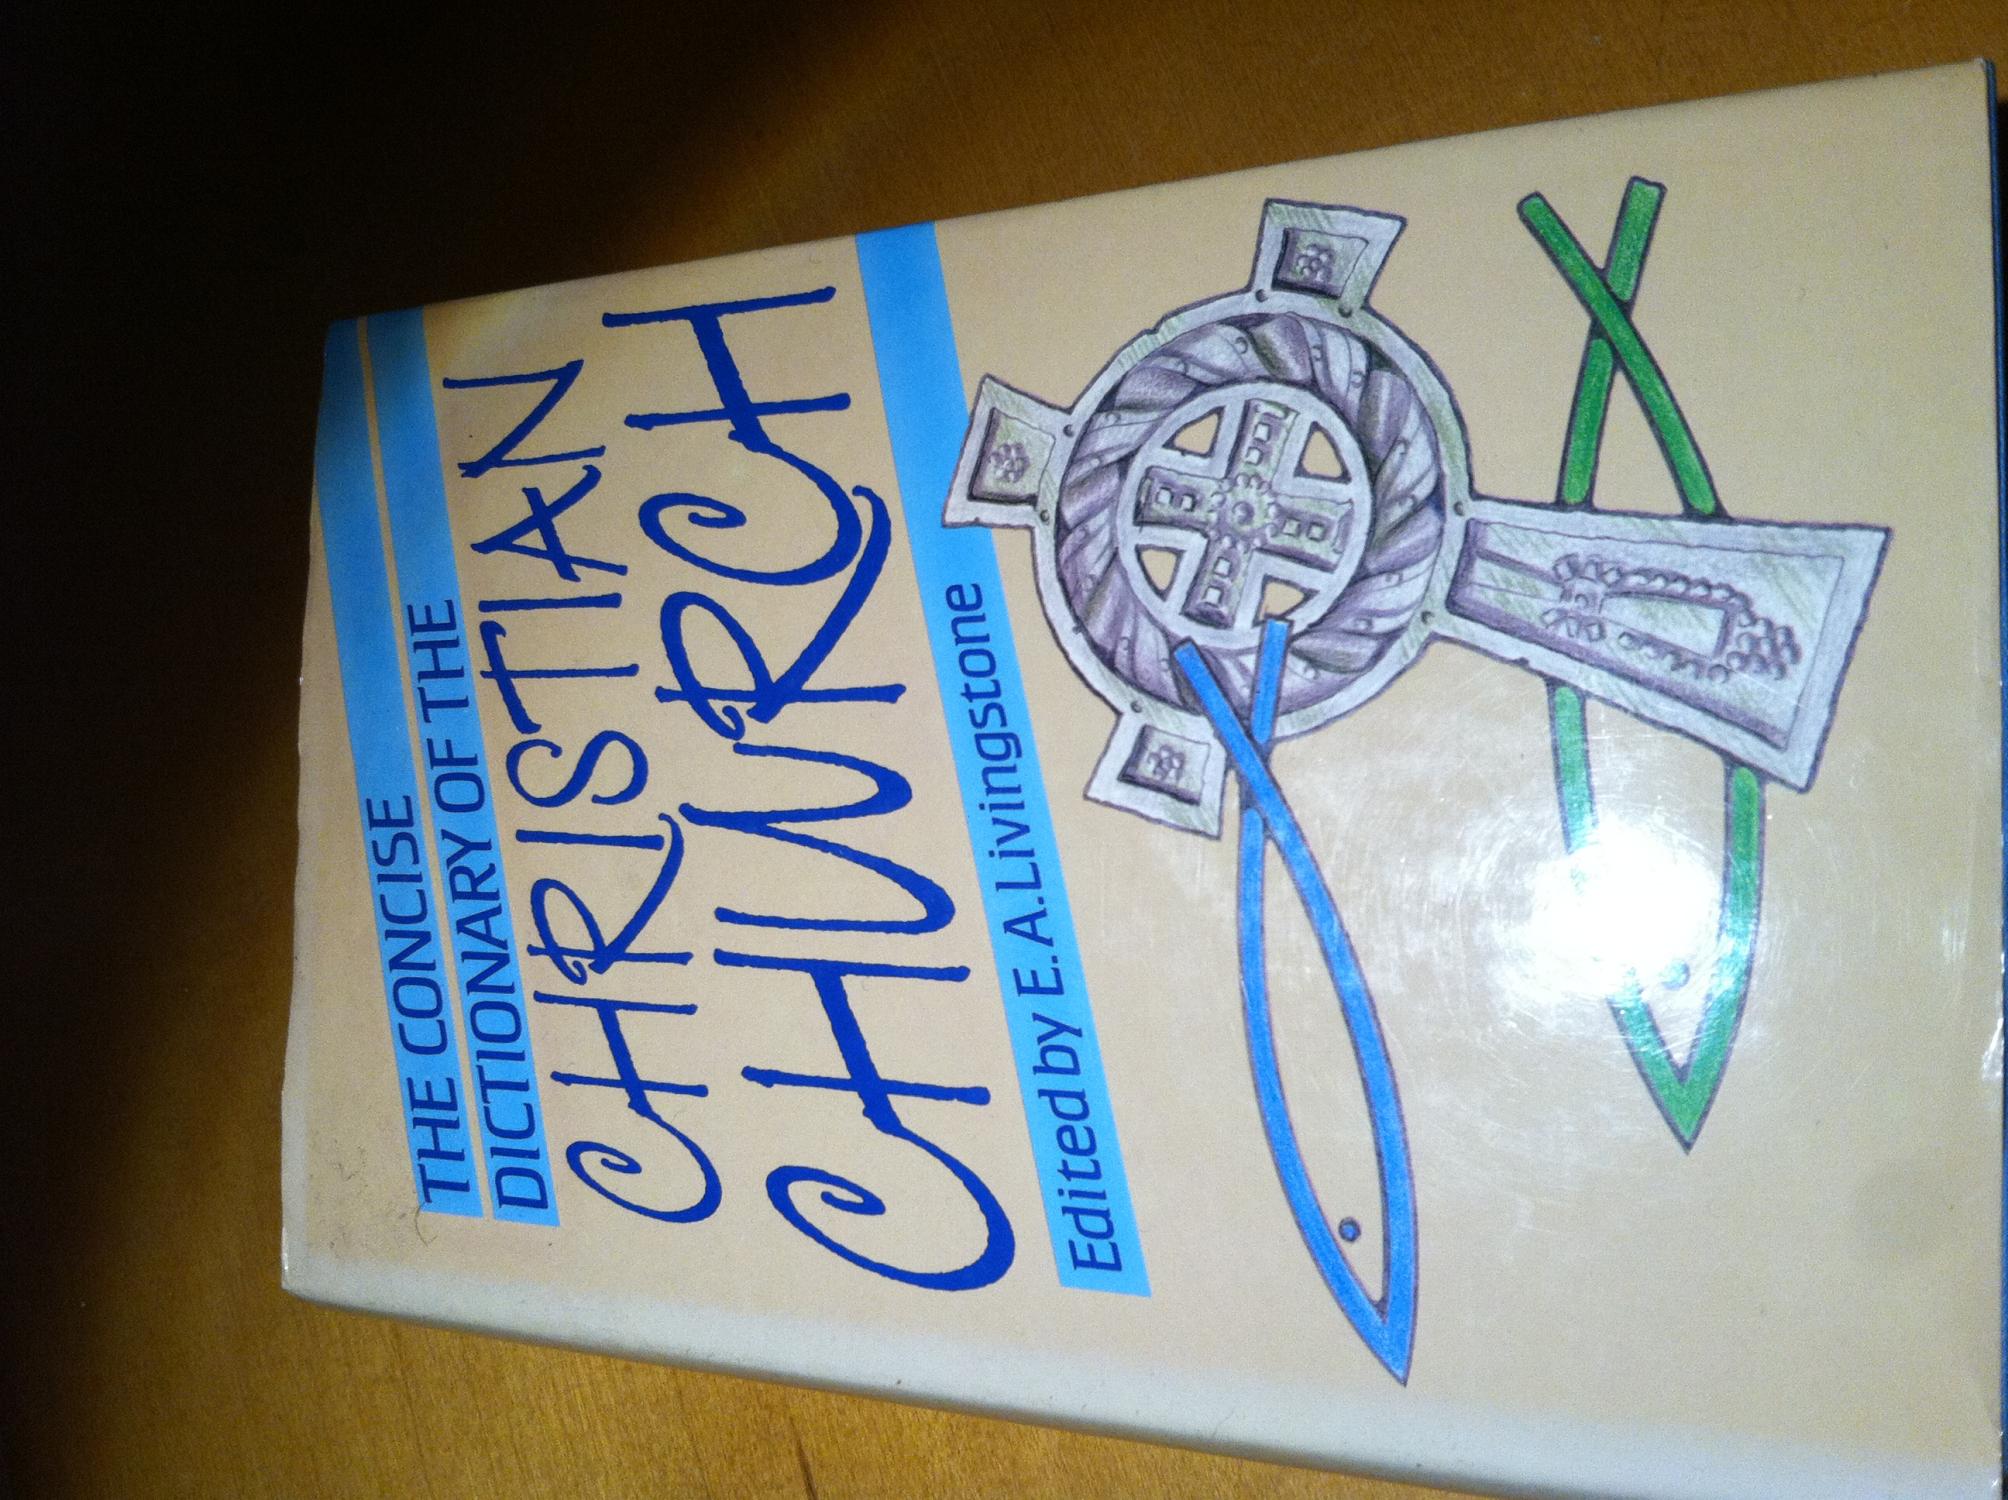 THE CONCISE
DICTIONARY OF THE
CHRISTIAN
CHURCH
Edited by E. A. Livingstone